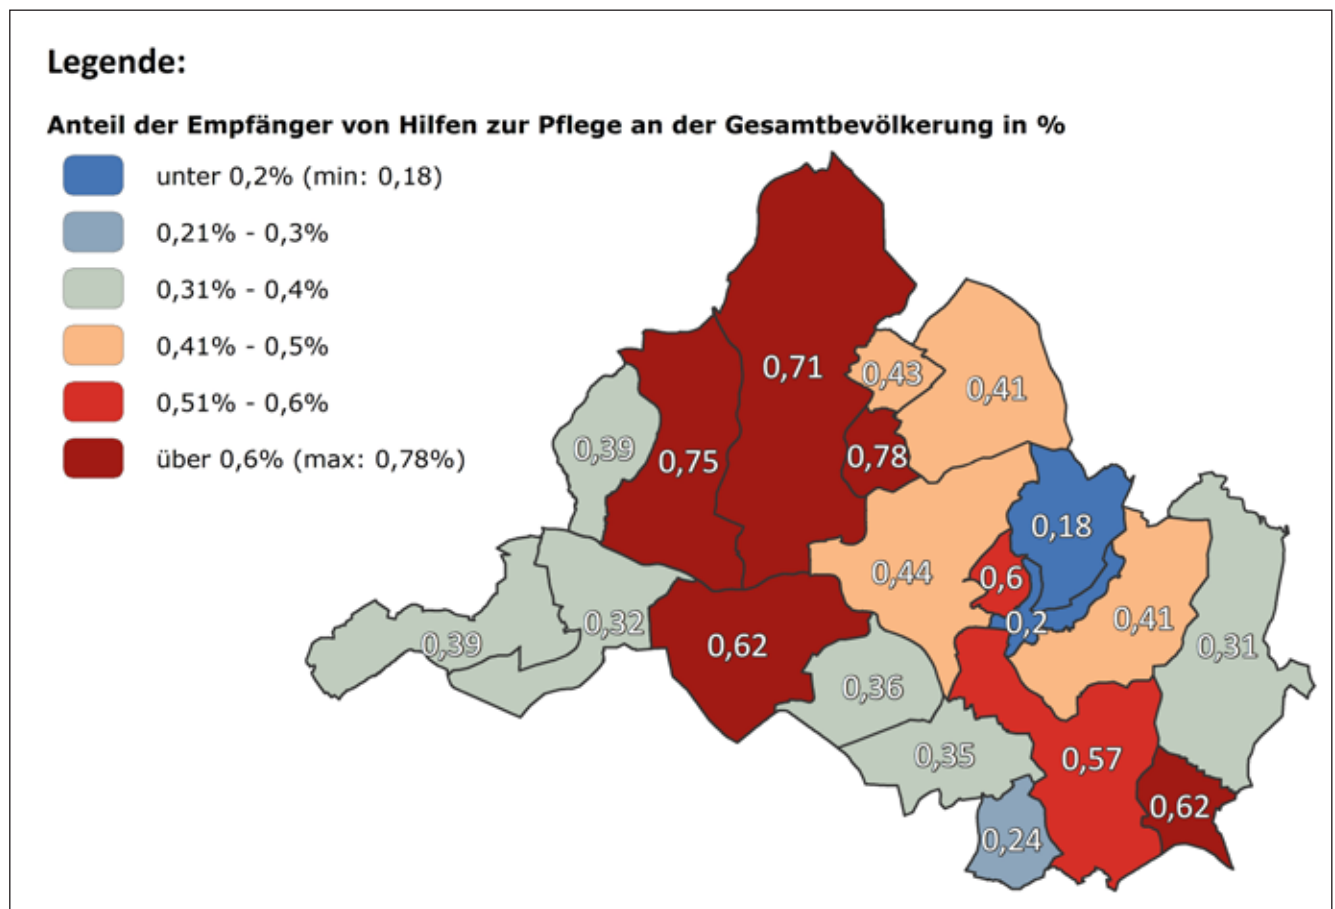 Legende:
Anteil der Empfänger von Hilfen zur Pflege an der Gesamtbevölkerung in %
unter 0,2% (min: 0,18)
0,21% - 0,3%
0,31% - 0,4%
0,41% - 0,5%
0,51% - 0,6%
über 0,6% (max: 0,78%)
0,71
0,43
0,41
0,39
0,75
0,78
0,18
0,44
0,6
0,32
0,2
0,41
0,39
0,62
0,31
0,36
0,35
0,57
0,62
0,24